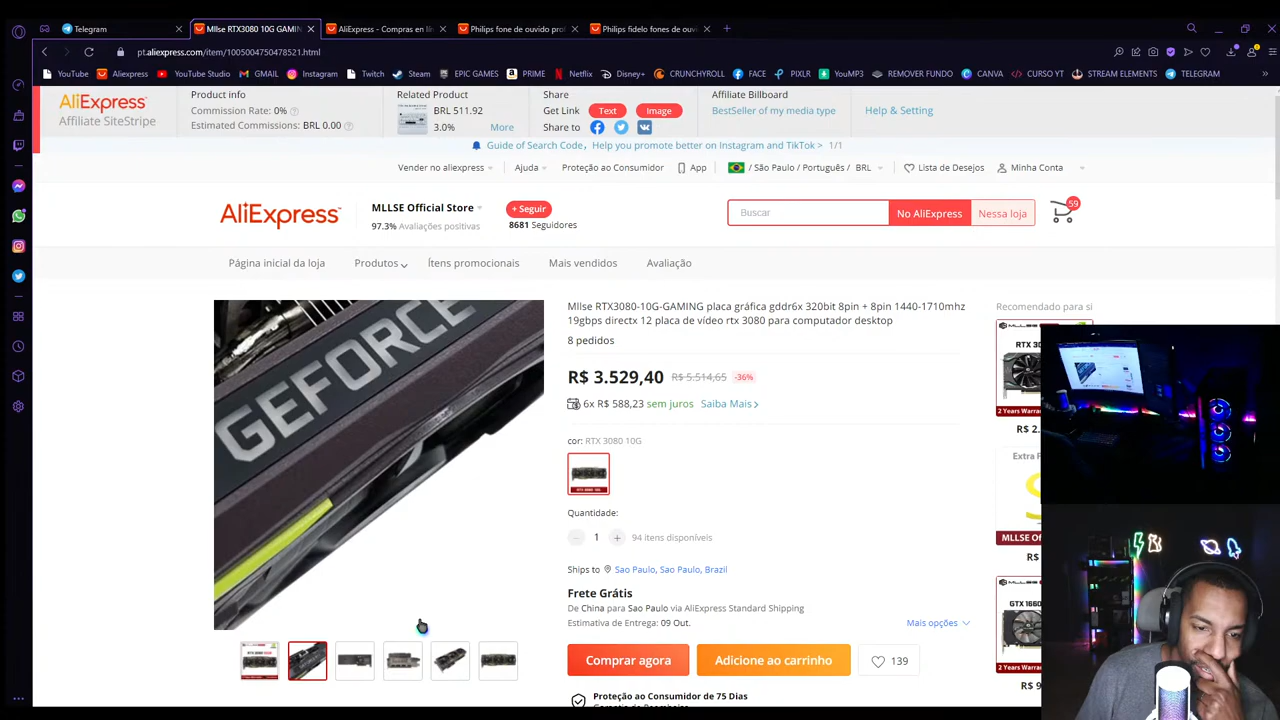 Telegram
Mllse RTX3080 10G GAMIN
AliExpress - Compras en lí
Philips fone de ouvido prof
Philips fidelio fones de ouvi
pt.aliexpress.com/item/1005004750478521.html
YouTube
Aliexpress
YouTube Studio
GMAIL
Instagram
Twitch
Steam
EPIC GAMES
PRIME
Netflix
Disney+
CRUNCHYROLL
FACE
PIXLR
YouMP3
REMOVER FUNDO
CANVA
CURSO YT
STREAM ELEMENTS
TELEGRAM
AliExpress
Affiliate SiteStripe
Product info
Commission Rate: 0%
Estimated Commissions: BRL 0.00
Related Product
BRL 511.92
3.0%
More
Share
Get Link
Text
Image
Share to
Affiliate Billboard
BestSeller of my media type
Help & Setting
Guide of Search Code, Help you promote better on Instagram and TikTok > 1/1
Vender no aliexpress
Ajuda
Proteção ao Consumidor
App
/ São Paulo / Português / BRL
Lista de Desejos
Minha Conta
AliExpress
MLLSE Official Store
97.3% Avaliações positivas
+ Seguir
8681 Seguidores
Buscar
No AliExpress
Nessa loja
59
Página inicial da loja
Produtos
Ítens promocionais
Mais vendidos
Avaliação
GEFORCE
Mllse RTX3080-10G-GAMING placa gráfica gddr6x 320bit 8pin + 8pin 1440-1710mhz
19gbps directx 12 placa de vídeo rtx 3080 para computador desktop
8 pedidos
R$ 3.529,40 R$ 5.514,65 -36%
6x R$ 588,23 sem juros Saiba Mais
cor: RTX 3080 10G
Quantidade:
− 1 + 94 itens disponíveis
Ships to Sao Paulo, Sao Paulo, Brazil
Frete Grátis
De China para Sao Paulo via AliExpress Standard Shipping
Estimativa de Entrega: 09 Out.
Mais opções
Comprar agora
Adicione ao carrinho
139
Proteção ao Consumidor de 75 Dias
Recomendado para si
MLLSE
RTX 30
2 Years Warra
R$ 2.
Extra F
MLLSE Of
R$
MLLSE
GTX 1660
2 Years Warra
R$ 9